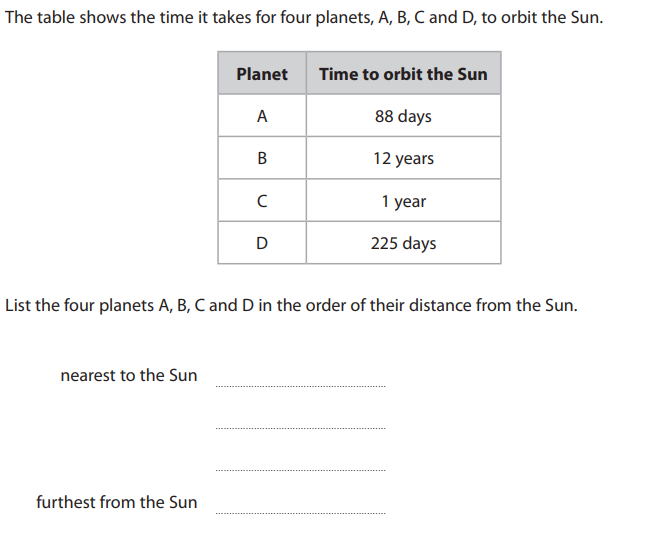 The table shows the time it takes for four planets, A, B, C and D, to orbit the Sun.
Planet Time to orbit the Sun
A 88 days
B 12 years
C 1 year
D 225 days
List the four planets A, B, C and D in the order of their distance from the Sun.
nearest to the Sun
furthest from the Sun